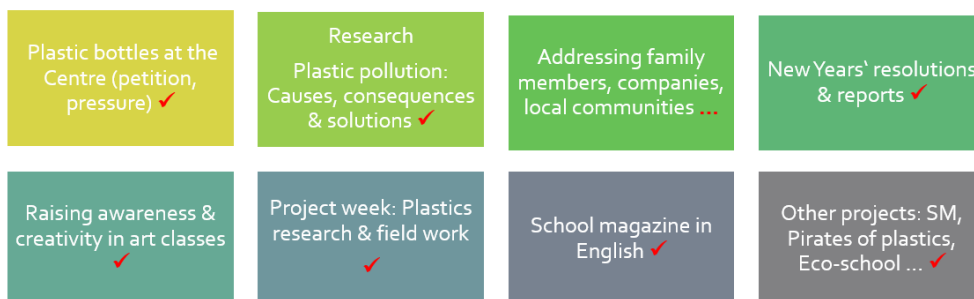 Plastic bottles at the
Centre (petition,
pressure) ✓
Research
Plastic pollution:
Causes, consequences
& solutions ✓
Addressing family
members, companies,
local communities ...
New Years‘ resolutions
& reports ✓
Raising awareness &
creativity in art classes
✓
Project week: Plastics
research & field work
✓
School magazine in
English ✓
Other projects: SM,
Pirates of plastics,
Eco-school ... ✓